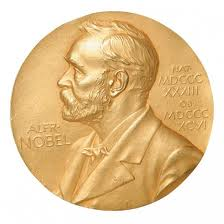 ALFR·
NOBEL
NAT·
MDCCC
XXXIII
OB·
MDCCC
XCVI